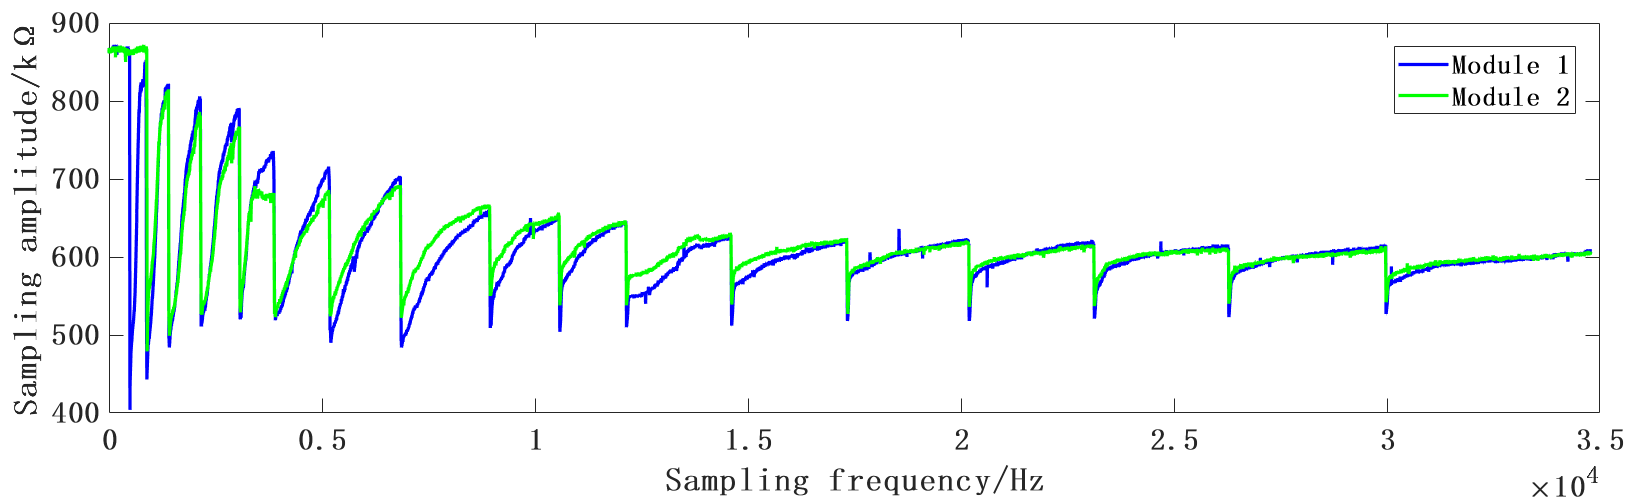 Sampling amplitude/kΩ
900
800
700
600
500
400
0 0.5 1 1.5 2 2.5 3 3.5
×10^4
Sampling frequency/Hz
Module 1
Module 2